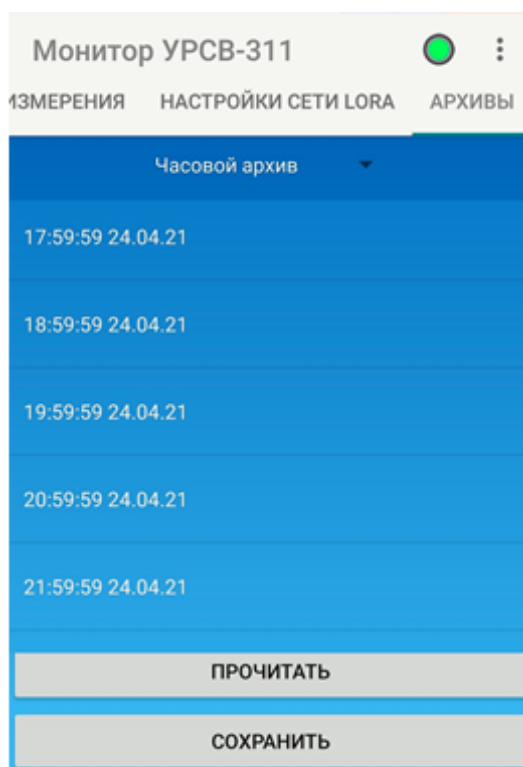 Монитор УРСВ-311
ИЗМЕРЕНИЯ НАСТРОЙКИ СЕТИ LORA АРХИВЫ
Часовой архив
17:59:59 24.04.21
18:59:59 24.04.21
19:59:59 24.04.21
20:59:59 24.04.21
21:59:59 24.04.21
ПРОЧИТАТЬ
СОХРАНИТЬ